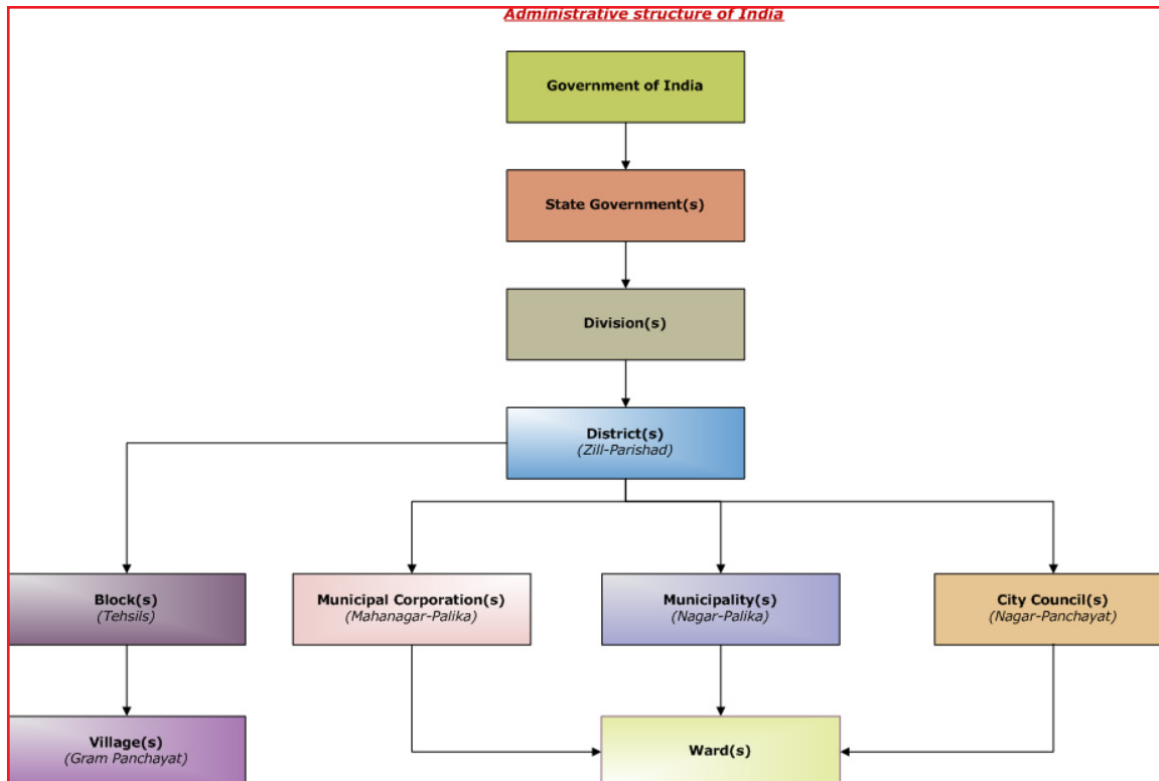 Administrative structure of India
Government of India
State Government(s)
Division(s)
District(s)
(Zill-Parishad)
Block(s)
(Tehsils)
Municipal Corporation(s)
(Mahanagar-Palika)
Municipality(s)
(Nagar-Palika)
City Council(s)
(Nagar-Panchayat)
Village(s)
(Gram Panchayat)
Ward(s)